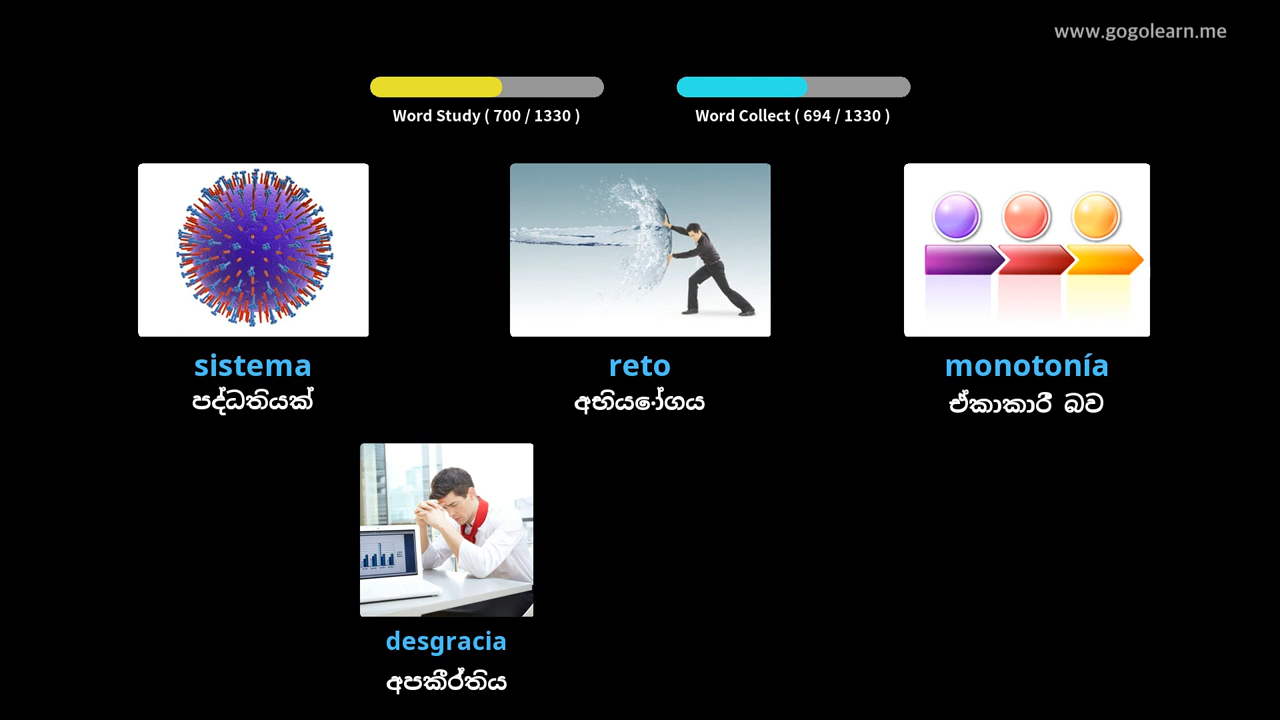 www.gogolearn.me
Word Study ( 700 / 1330 )
Word Collect ( 694 / 1330 )
sistema
පද්ධතියක්
reto
අභියෝගය
monotonía
ඒකාකාරී බව
desgracia
අපකීර්තිය